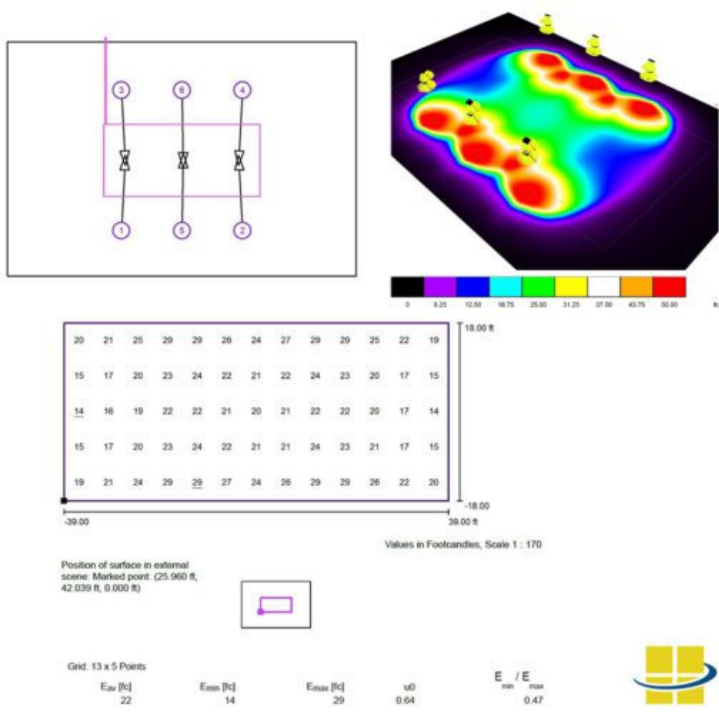 3 6 4
1 5 2
0 6.25 12.50 18.75 25.00 31.25 37.50 43.75 50.00 fc
18.00 ft
20 21 25 29 29 26 24 27 29 29 25 22 19
15 17 20 23 24 22 21 22 24 23 20 17 15
14 16 19 22 22 21 20 21 22 22 20 17 14
15 17 20 23 24 22 21 21 24 23 21 17 15
19 21 24 29 29 27 24 26 29 29 26 22 20
-18.00
-39.00 39.00 ft
Values in Footcandles, Scale 1 : 170
Position of surface in external
scene: Marked point: (25.960 ft,
42.039 ft, 0.000 ft)
Grid: 13 x 5 Points
Eav [fc] Emin [fc] Emax [fc] u0 Emin / Emax
22 14 29 0.64 0.47